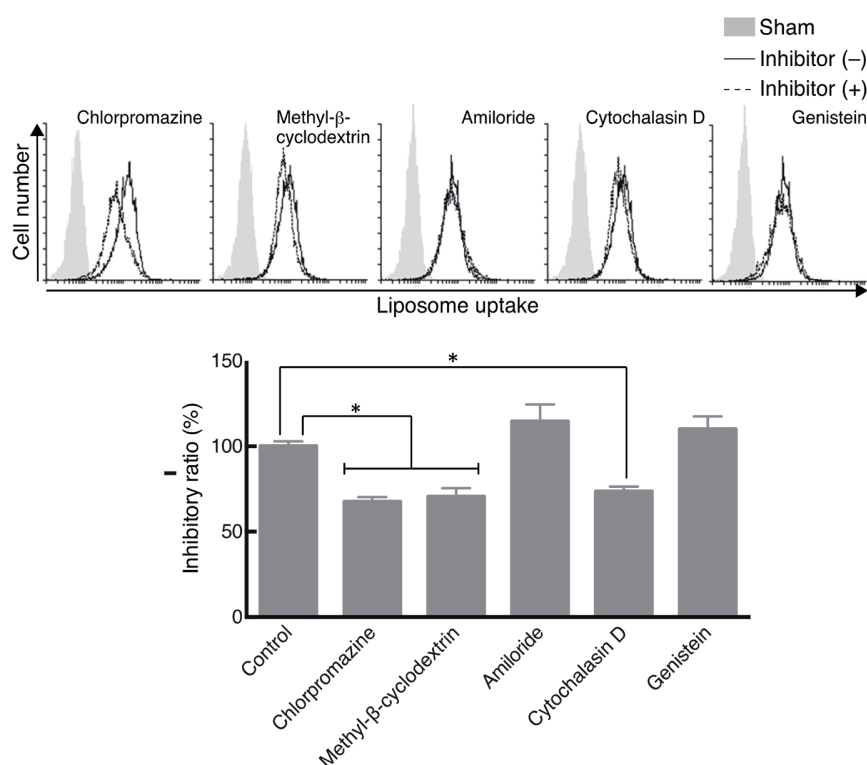 Sham
Inhibitor (–)
Inhibitor (+)
Chlorpromazine
Methyl-β-
cyclodextrin
Amiloride
Cytochalasin D
Genistein
Cell number
Liposome uptake
*
*
150
100
50
0
Inhibitory ratio (%)
Control
Chlorpromazine
Methyl-β-cyclodextrin
Amiloride
Cytochalasin D
Genistein